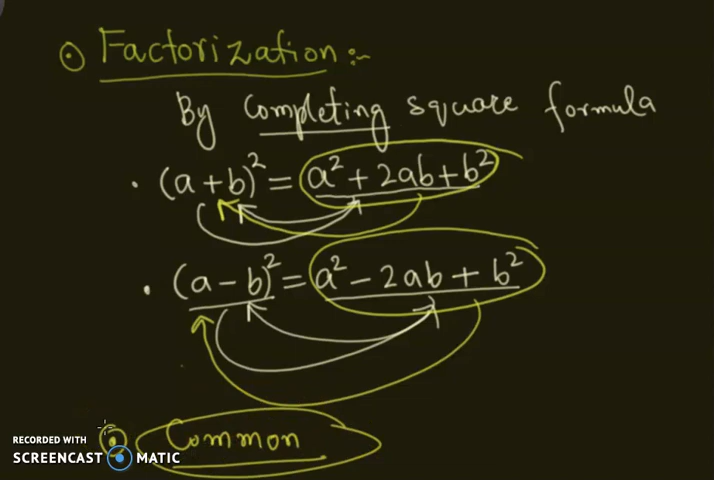 ⊙ Factorization :-
By completing square formula
• (a + b)² = a² + 2ab + b²
• (a - b)² = a² - 2ab + b²
⊙ Common
RECORDED WITH
SCREENCAST MATIC